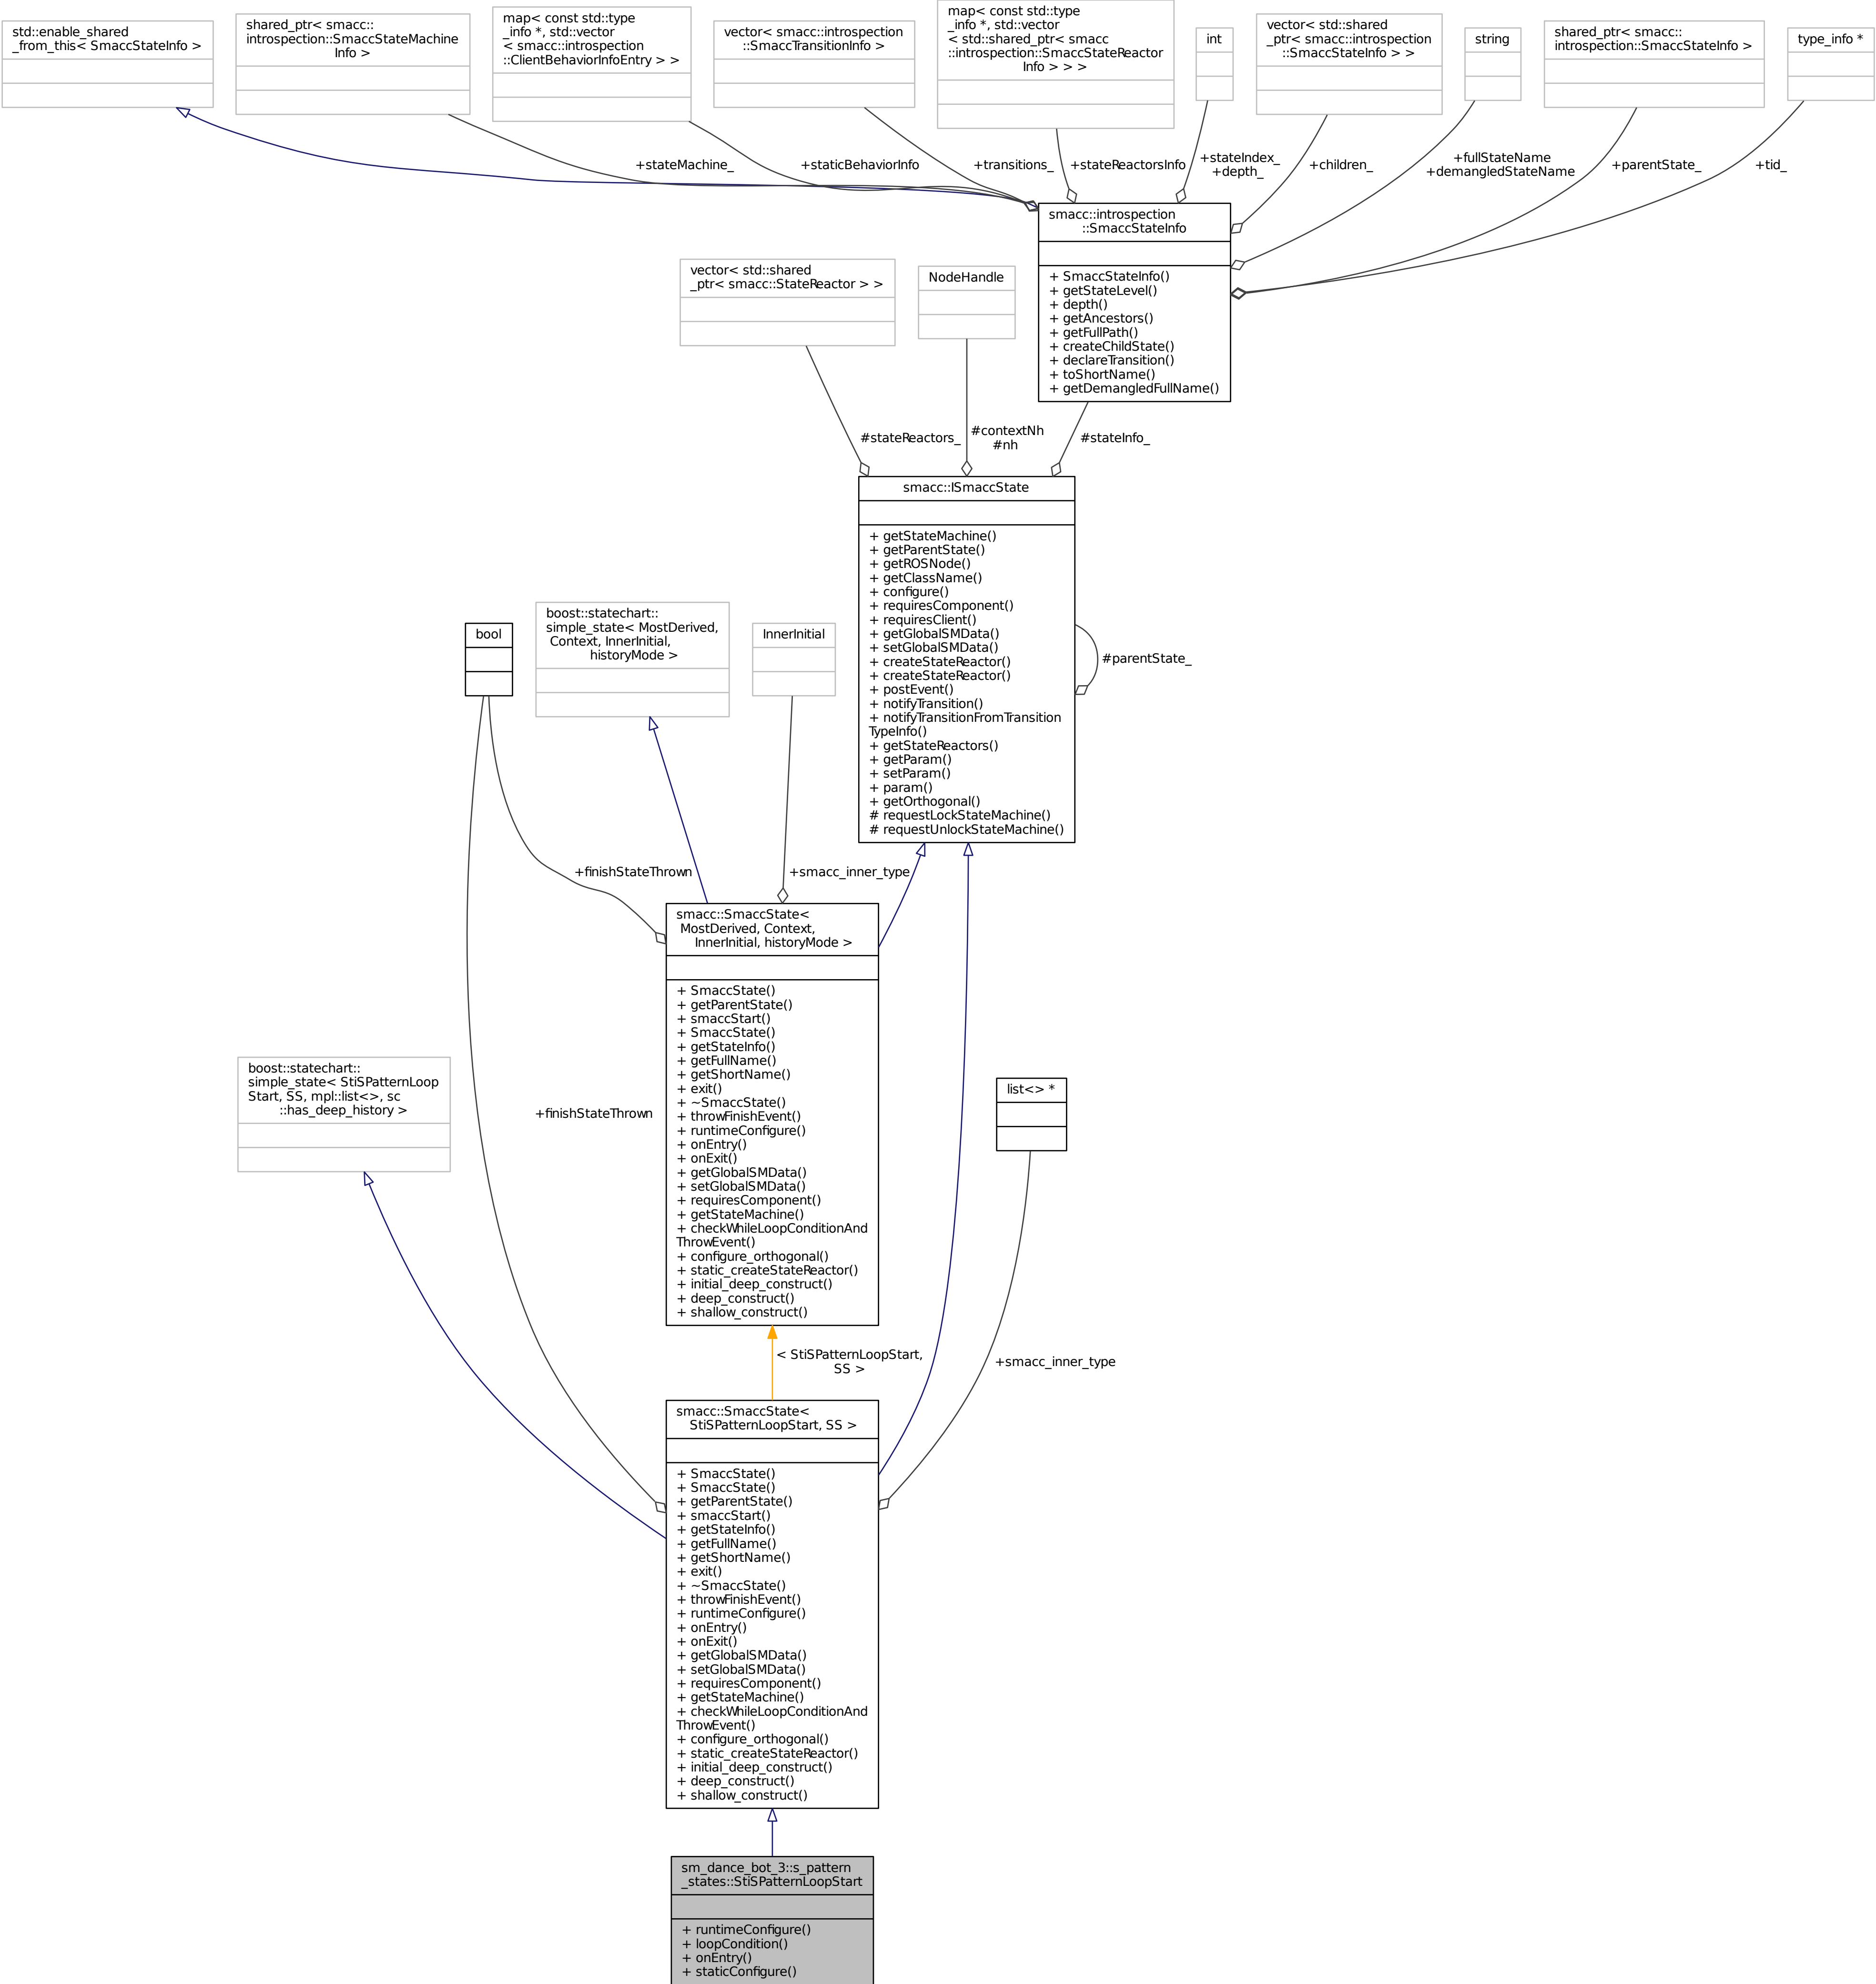 std::enable_shared
_from_this< SmaccStateInfo >
shared_ptr< smacc::
introspection::SmaccStateMachine
Info >
map< const std::type
_info *, std::vector
< smacc::introspection
::ClientBehaviorInfoEntry > >
vector< smacc::introspection
::SmaccTransitionInfo >
map< const std::type
_info *, std::vector
< std::shared_ptr< smacc
::introspection::SmaccStateReactor
Info > > >
int
vector< std::shared
_ptr< smacc::introspection
::SmaccStateInfo > >
string
shared_ptr< smacc::
introspection::SmaccStateInfo >
type_info *
+stateMachine_
+staticBehaviorInfo
+transitions_
+stateReactorsInfo
+stateIndex_
+depth_
+children_
+fullStateName
+demangledStateName
+parentState_
+tid_
smacc::introspection
::SmaccStateInfo
+ SmaccStateInfo()
+ getStateLevel()
+ depth()
+ getAncestors()
+ getFullPath()
+ createChildState()
+ declareTransition()
+ toShortName()
+ getDemangledFullName()
vector< std::shared
_ptr< smacc::StateReactor > >
NodeHandle
#stateReactors_
#contextNh
#nh
#stateInfo_
smacc::ISmaccState
+ getStateMachine()
+ getParentState()
+ getROSNode()
+ getClassName()
+ configure()
+ requiresComponent()
+ requiresClient()
+ getGlobalSMData()
+ setGlobalSMData()
+ createStateReactor()
+ createStateReactor()
+ postEvent()
+ notifyTransition()
+ notifyTransitionFromTransition
TypeInfo()
+ getStateReactors()
+ getParam()
+ setParam()
+ param()
+ getOrthogonal()
# requestLockStateMachine()
# requestUnlockStateMachine()
#parentState_
bool
boost::statechart::
simple_state< MostDerived,
Context, InnerInitial,
historyMode >
InnerInitial
+finishStateThrown
+smacc_inner_type
smacc::SmaccState<
MostDerived, Context,
InnerInitial, historyMode >
+ SmaccState()
+ getParentState()
+ smaccStart()
+ SmaccState()
+ getStateInfo()
+ getFullName()
+ getShortName()
+ exit()
+ ~SmaccState()
+ throwFinishEvent()
+ runtimeConfigure()
+ onEntry()
+ onExit()
+ getGlobalSMData()
+ setGlobalSMData()
+ requiresComponent()
+ getStateMachine()
+ checkWhileLoopConditionAnd
ThrowEvent()
+ configure_orthogonal()
+ static_createStateReactor()
+ initial_deep_construct()
+ deep_construct()
+ shallow_construct()
boost::statechart::
simple_state< StiSPatternLoop
Start, SS, mpl::list<>, sc
::has_deep_history >
+finishStateThrown
list<> *
< StiSPatternLoopStart,
SS >
+smacc_inner_type
smacc::SmaccState<
StiSPatternLoopStart, SS >
+ SmaccState()
+ SmaccState()
+ getParentState()
+ smaccStart()
+ getStateInfo()
+ getFullName()
+ getShortName()
+ exit()
+ ~SmaccState()
+ throwFinishEvent()
+ runtimeConfigure()
+ onEntry()
+ onExit()
+ getGlobalSMData()
+ setGlobalSMData()
+ requiresComponent()
+ getStateMachine()
+ checkWhileLoopConditionAnd
ThrowEvent()
+ configure_orthogonal()
+ static_createStateReactor()
+ initial_deep_construct()
+ deep_construct()
+ shallow_construct()
sm_dance_bot_3::s_pattern
_states::StiSPatternLoopStart
+ runtimeConfigure()
+ loopCondition()
+ onEntry()
+ staticConfigure()